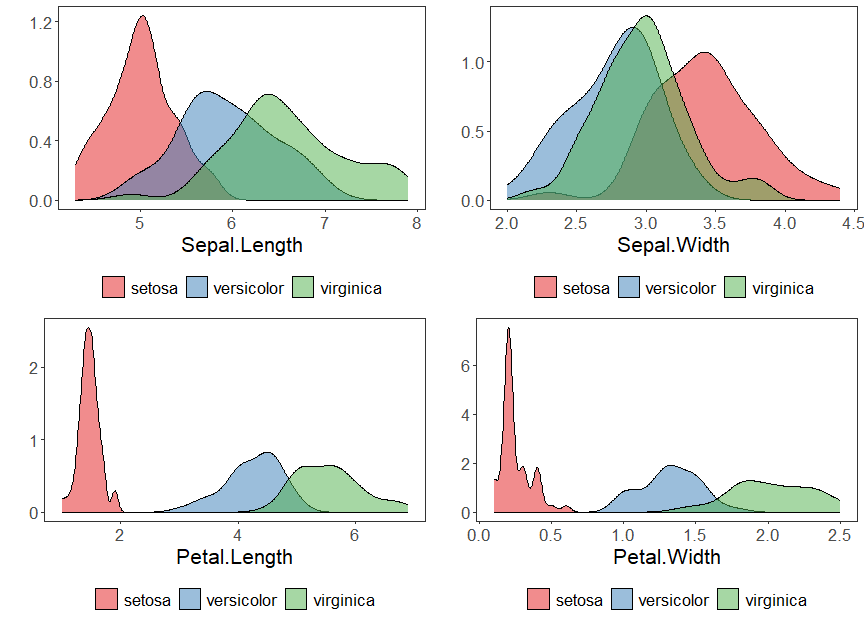 1.2
0.8
0.4
0.0
5 6 7 8
Sepal.Length
setosa versicolor virginica
1.0
0.5
0.0
2.0 2.5 3.0 3.5 4.0 4.5
Sepal.Width
setosa versicolor virginica
2
1
0
2 4 6
Petal.Length
setosa versicolor virginica
6
4
2
0
0.0 0.5 1.0 1.5 2.0 2.5
Petal.Width
setosa versicolor virginica